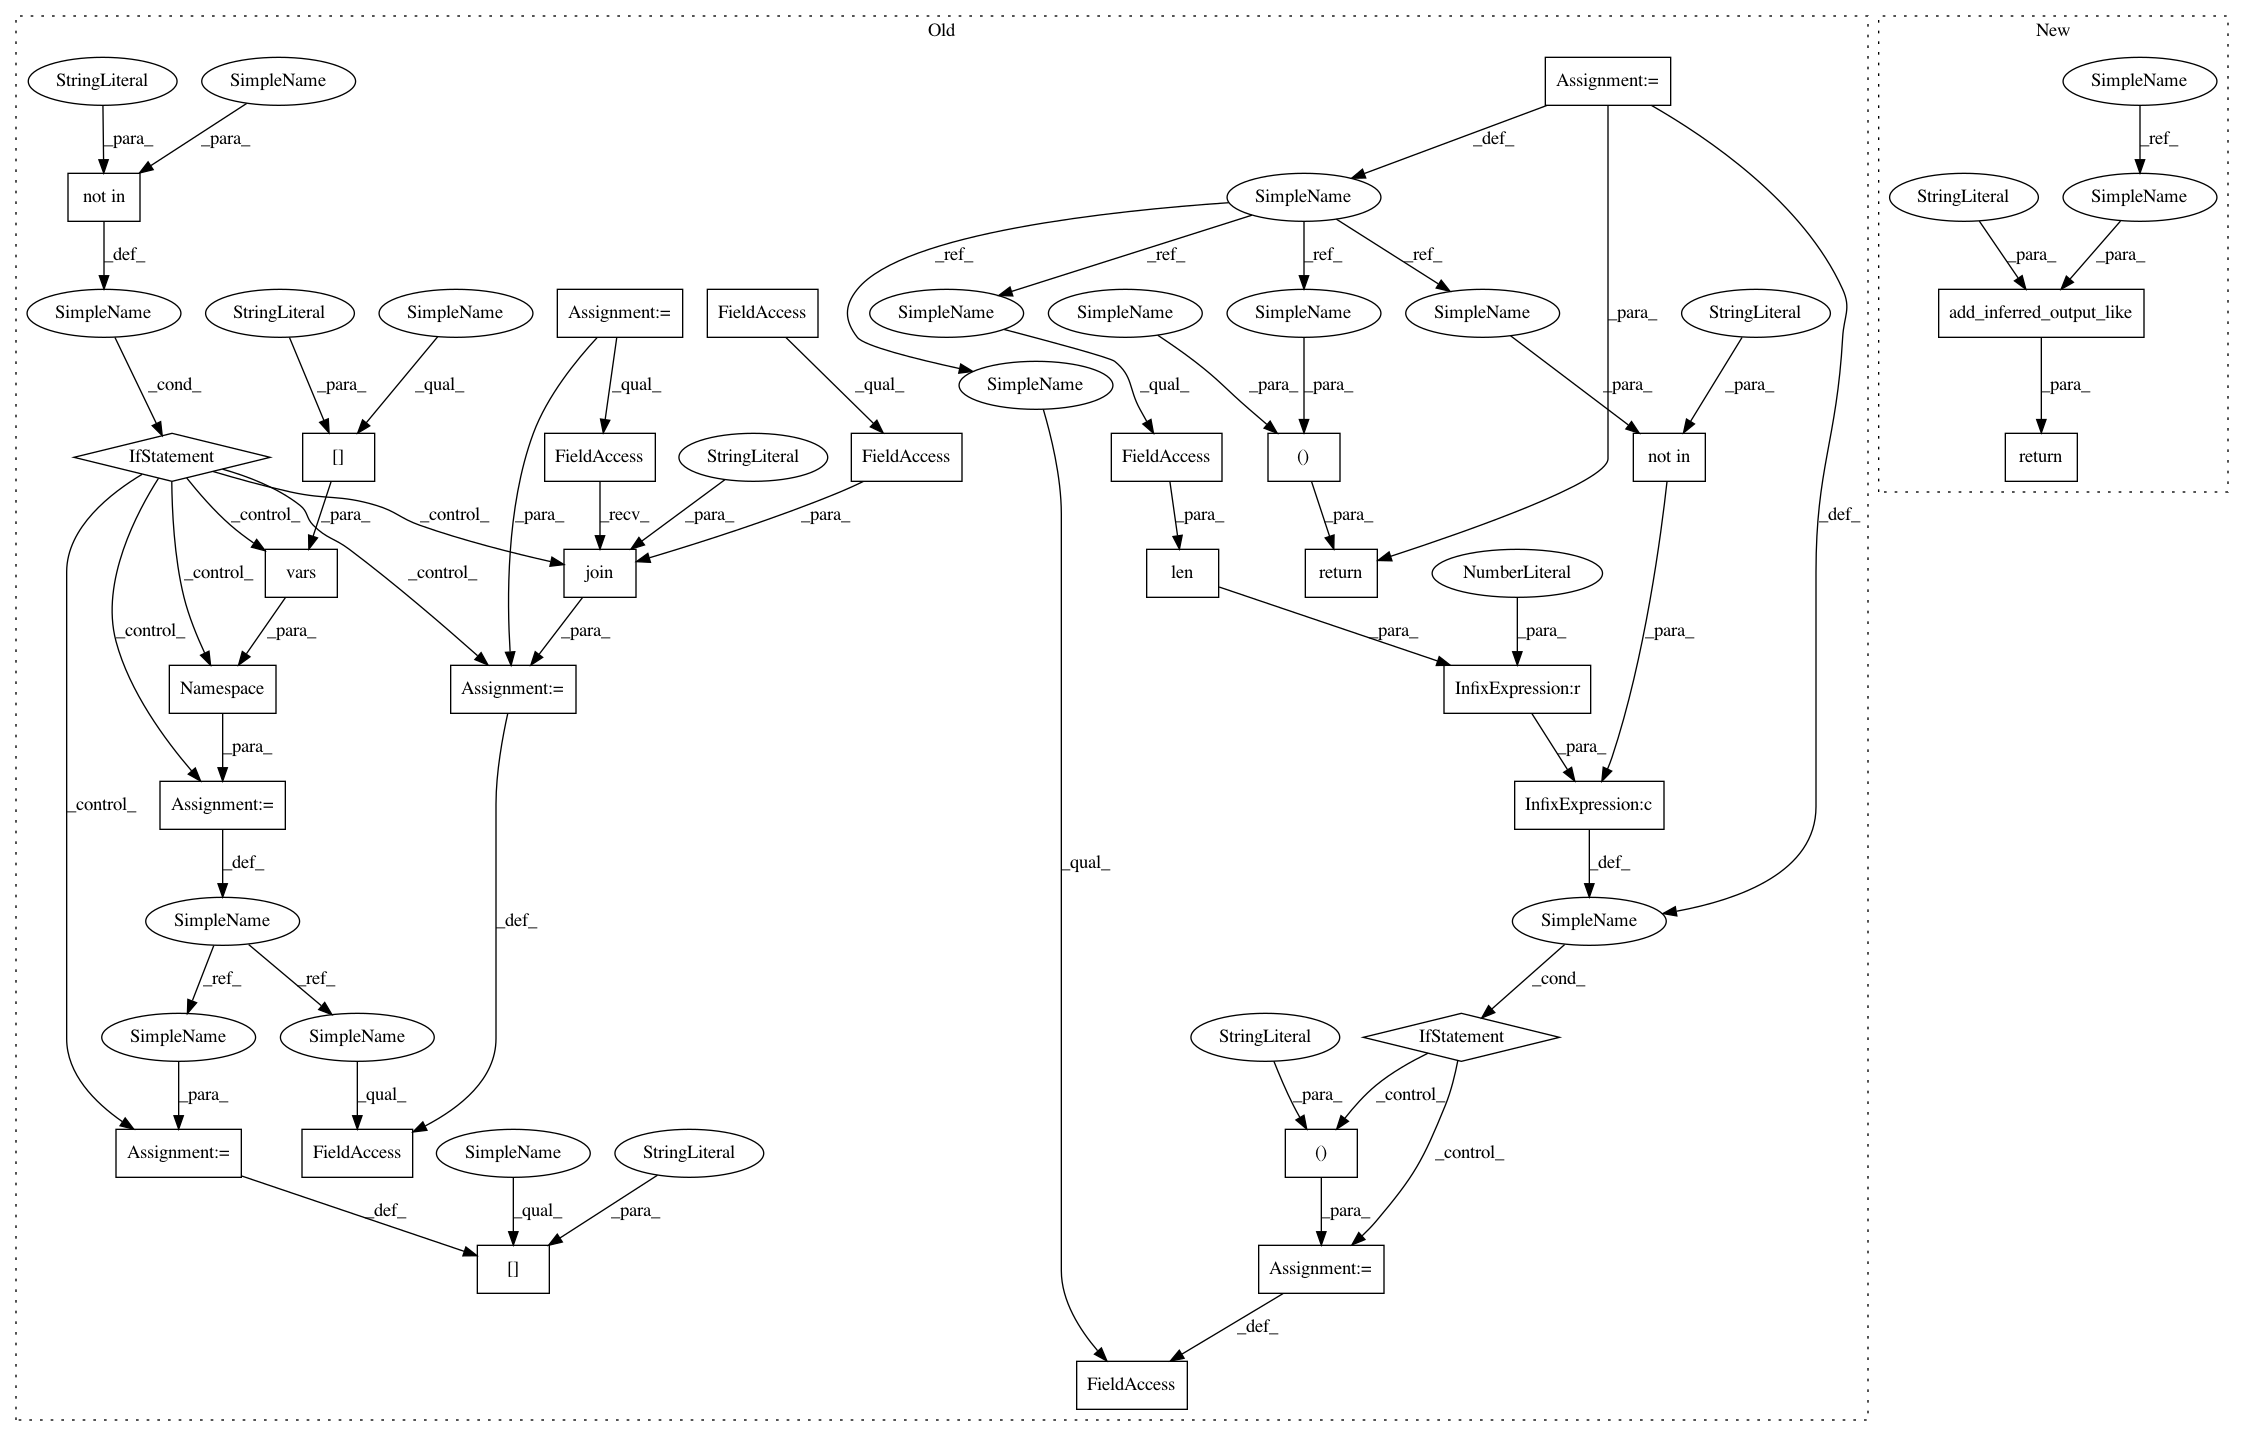 Old
New
StringLiteral
SimpleName
Assignment:=
SimpleName
_para_
_para_
_def_
_ref_
not in
SimpleName
StringLiteral
SimpleName
_def_
_ref_
_ref_
_ref_
_ref_
_para_
_para_
SimpleName
StringLiteral
SimpleName
Assignment:=
FieldAccess
SimpleName
SimpleName
SimpleName
SimpleName
StringLiteral
add_inferred_output_like
_cond_
_para_
_qual_
_qual_
_qual_
SimpleName
_qual_
_para_
_para_
_para_
_para_
_para_
_para_
IfStatement
[]
FieldAccess
StringLiteral
FieldAccess
FieldAccess
()
not in
return
_control_
_para_
_control_
_para_
_recv_
_para_
_para_
_para_
_para_
_def_
vars
join
len
return
NumberLiteral
_control_
_control_
_control_
_para_
_para_
_para_
_para_
_para_
Namespace
Assignment:=
InfixExpression:r
_para_
_para_
_control_
Assignment:=
InfixExpression:c
_def_
_qual_
_def_
SimpleName
_def_
SimpleName
_ref_
_ref_
_cond_
SimpleName
SimpleName
StringLiteral
IfStatement
_para_
_qual_
_para_
_control_
Assignment:=
FieldAccess
SimpleName
StringLiteral
()
_control_
_def_
_qual_
_para_
_para_
[]
Assignment:=
_def_
FieldAccess